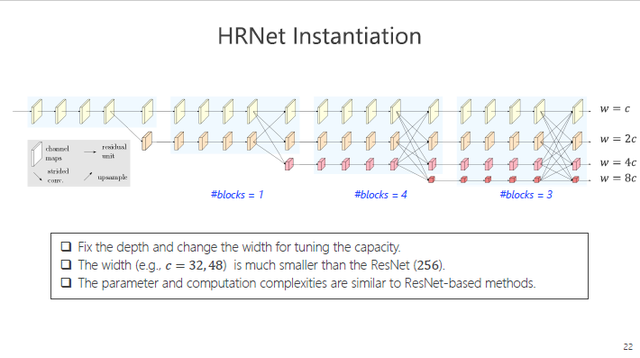 HRNet Instantiation
w = c
w = 2c
w = 4c
w = 8c
channel maps
residual unit
strided conv.
upsample
#blocks = 1
#blocks = 4
#blocks = 3
❑ Fix the depth and change the width for tuning the capacity.
❑ The width (e.g., c = 32, 48) is much smaller than the ResNet (256).
❑ The parameter and computation complexities are similar to ResNet-based methods.
22